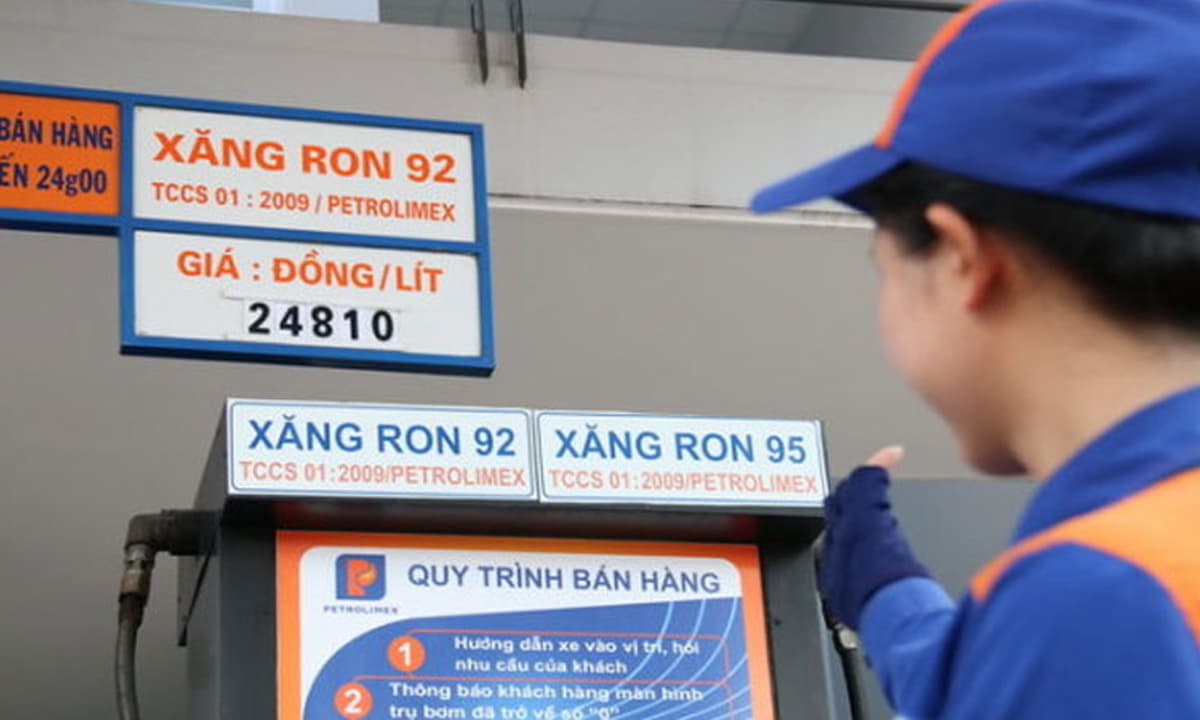 BÁN HÀNG
24g00
XĂNG RON 92
TCCS 01 : 2009 / PETROLIMEX
GIÁ : ĐỒNG/LÍT
24810
XĂNG RON 92
TCCS 01:2009/PETROLIMEX
XĂNG RON 95
TCCS 01:2009/PETROLIMEX
PETROLIMEX
QUY TRÌNH BÁN HÀNG
1 Hướng dẫn xe vào vị trí, hỏi
nhu cầu của khách
2 Thông báo khách hàng màn hình
trụ bơm đã trở về số "0"